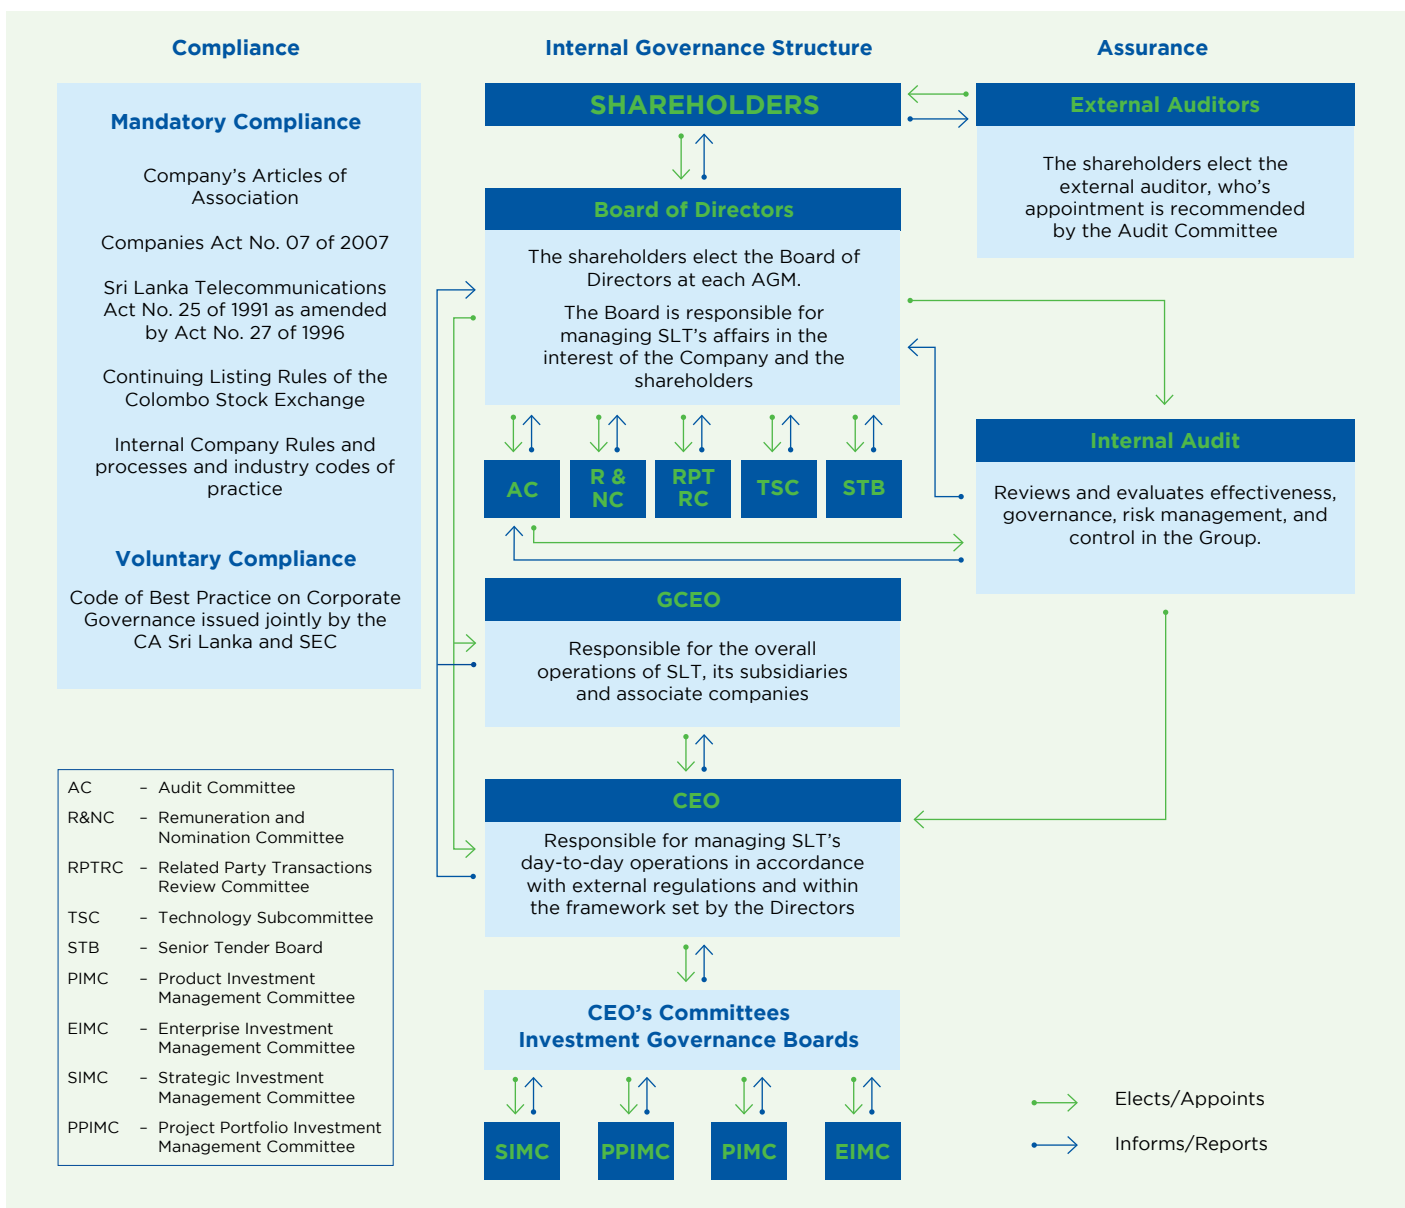 Compliance
Mandatory Compliance
Company’s Articles of
Association
Companies Act No. 07 of 2007
Sri Lanka Telecommunications
Act No. 25 of 1991 as amended
by Act No. 27 of 1996
Continuing Listing Rules of the
Colombo Stock Exchange
Internal Company Rules and
processes and industry codes of
practice
Voluntary Compliance
Code of Best Practice on Corporate
Governance issued jointly by the
CA Sri Lanka and SEC
AC – Audit Committee
R&NC – Remuneration and
Nomination Committee
RPTRC – Related Party Transactions
Review Committee
TSC – Technology Subcommittee
STB – Senior Tender Board
PIMC – Product Investment
Management Committee
EIMC – Enterprise Investment
Management Committee
SIMC – Strategic Investment
Management Committee
PPIMC – Project Portfolio Investment
Management Committee
Internal Governance Structure
SHAREHOLDERS
Board of Directors
The shareholders elect the Board of
Directors at each AGM.
The Board is responsible for
managing SLT’s affairs in the
interest of the Company and the
shareholders
AC
R &
NC
RPT
RC
TSC
STB
GCEO
Responsible for the overall
operations of SLT, its subsidiaries
and associate companies
CEO
Responsible for managing SLT’s
day-to-day operations in accordance
with external regulations and within
the framework set by the Directors
CEO’s Committees
Investment Governance Boards
SIMC
PPIMC
PIMC
EIMC
Assurance
External Auditors
The shareholders elect the
external auditor, who’s
appointment is recommended
by the Audit Committee
Internal Audit
Reviews and evaluates effectiveness,
governance, risk management, and
control in the Group.
Elects/Appoints
Informs/Reports